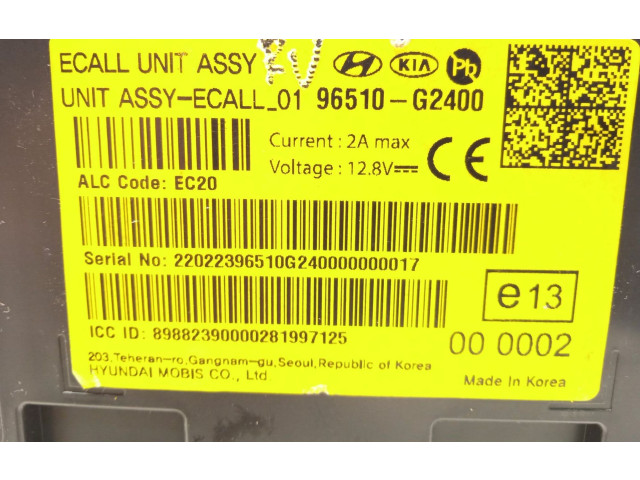 ECALL UNIT ASSY
KIA Pb
UNIT ASSY-ECALL_01 96510-G2400
Current : 2A max
Voltage : 12.8V
CE
ALC Code: EC20
Serial No: 22022396510G240000000017
e13
ICC ID: 89882390000281997125
00 0002
203, Teheran-ro, Gangnam-gu, Seoul, Republic of Korea
HYUNDAI MOBIS CO., Ltd
Made In Korea